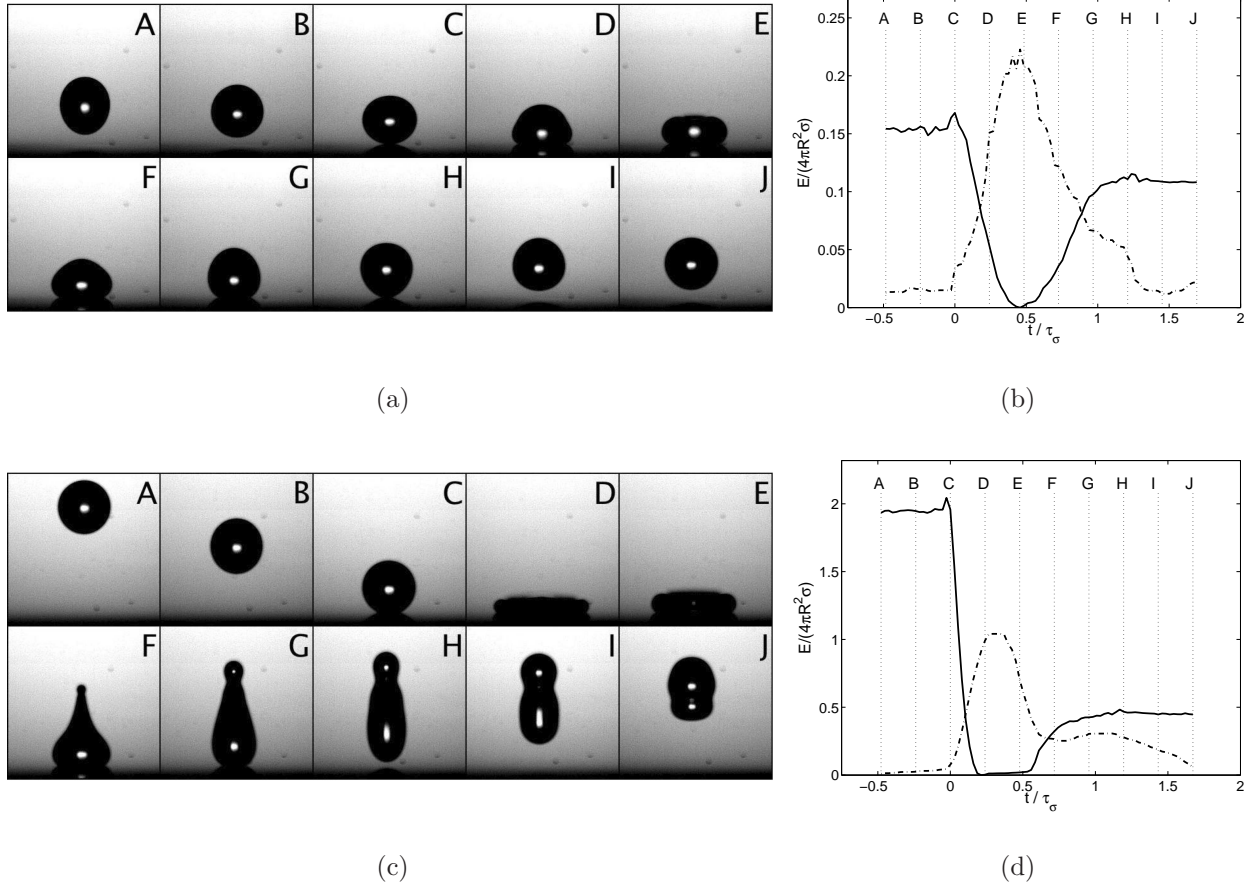 A B C D E
F G H I J
(a)
0.25
0.2
0.15
0.1
0.05
0
A B C D E F G H I J
−0.5 0 0.5 1 1.5 2
t / τσ
E/(4πR²σ)
(b)
A B C D E
F G H I J
(c)
2
1.5
1
0.5
0
A B C D E F G H I J
−0.5 0 0.5 1 1.5 2
t / τσ
E/(4πR²σ)
(d)